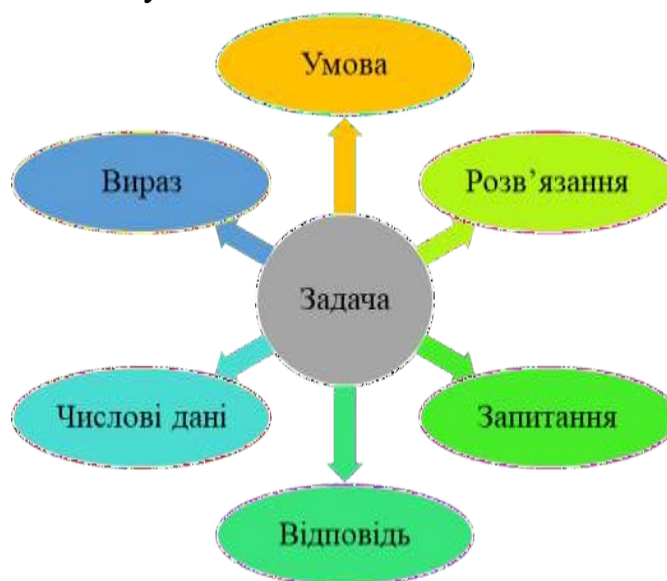 Умова
Вираз
Розв’язання
Задача
Числові дані
Запитання
Відповідь